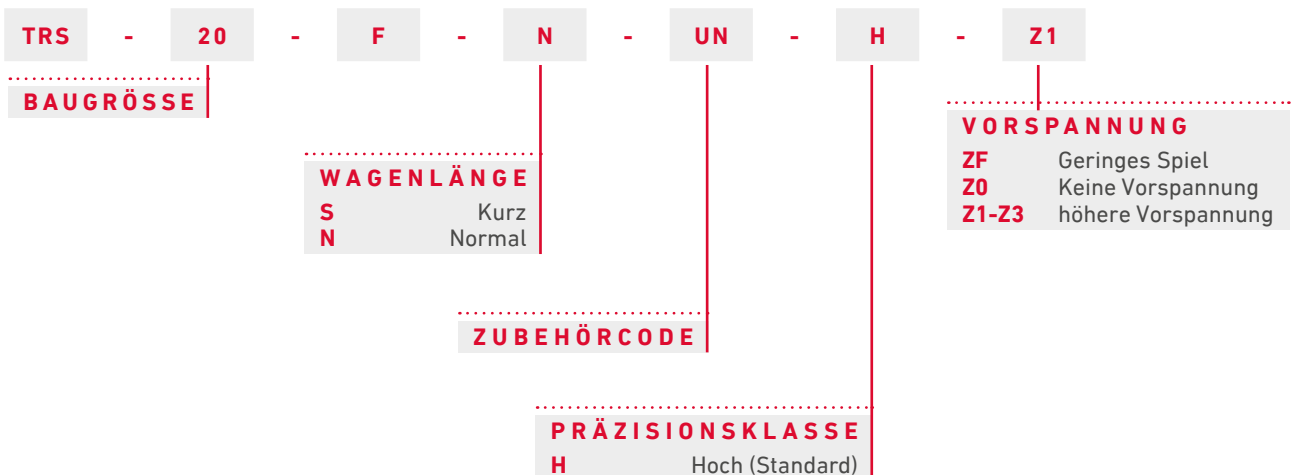 TRS - 20 - F - N - UN - H - Z1
BAUGRÖSSE
VORSPANNUNG
ZF Geringes Spiel
Z0 Keine Vorspannung
Z1-Z3 höhere Vorspannung
WAGENLÄNGE
S Kurz
N Normal
ZUBEHÖRCODE
PRÄZISIONSKLASSE
H Hoch (Standard)